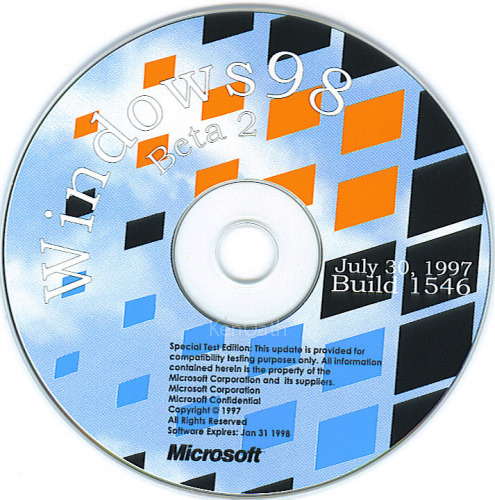 Windows98
Beta 2
July 30, 1997
Build 1546
KenOath
Special Test Edition: This update is provided for
compatibility testing purposes only. All information
contained herein is the property of the
Microsoft Corporation and its suppliers.
Microsoft Corporation
Microsoft Confidential
Copyright © 1997
All Rights Reserved
Software Expires: Jan 31 1998
Microsoft